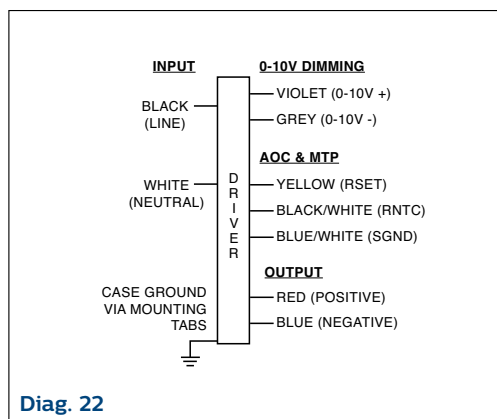 INPUT
BLACK
(LINE)
WHITE
(NEUTRAL)
CASE GROUND
VIA MOUNTING
TABS
DRIVER
0-10V DIMMING
VIOLET (0-10V +)
GREY (0-10V -)
AOC & MTP
YELLOW (RSET)
BLACK/WHITE (RNTC)
BLUE/WHITE (SGND)
OUTPUT
RED (POSITIVE)
BLUE (NEGATIVE)
Diag. 22